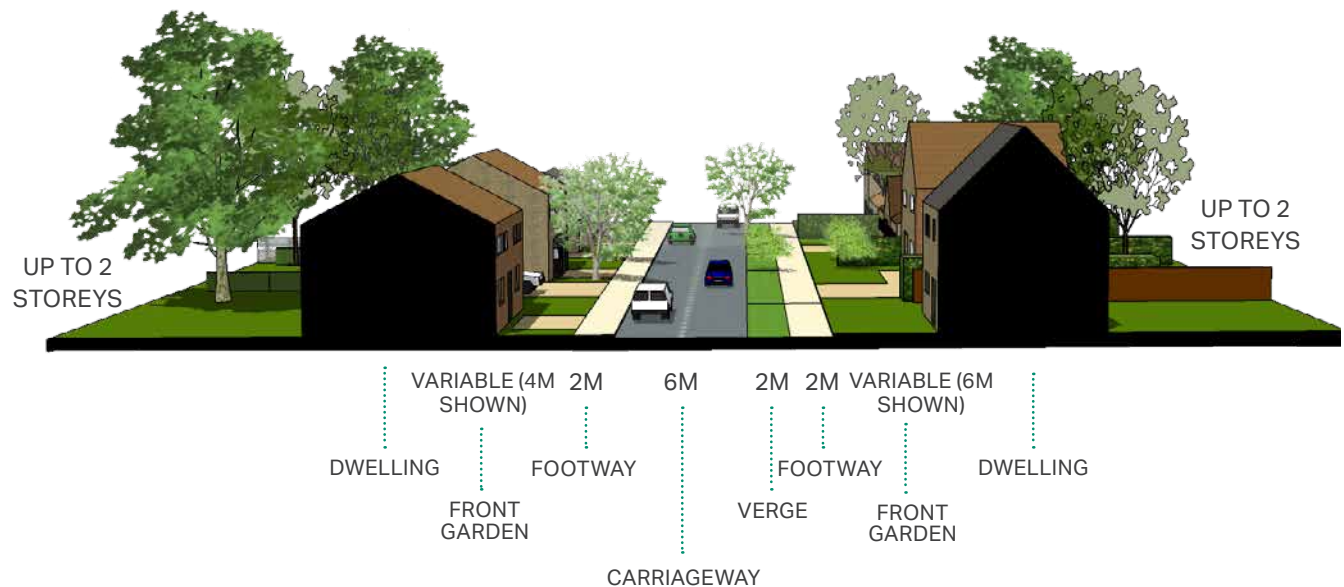 UP TO 2
STOREYS
UP TO 2
STOREYS
VARIABLE (4M
SHOWN)
2M
6M
2M
2M
VARIABLE (6M
SHOWN)
DWELLING
FOOTWAY
FOOTWAY
DWELLING
FRONT
GARDEN
VERGE
FRONT
GARDEN
CARRIAGEWAY